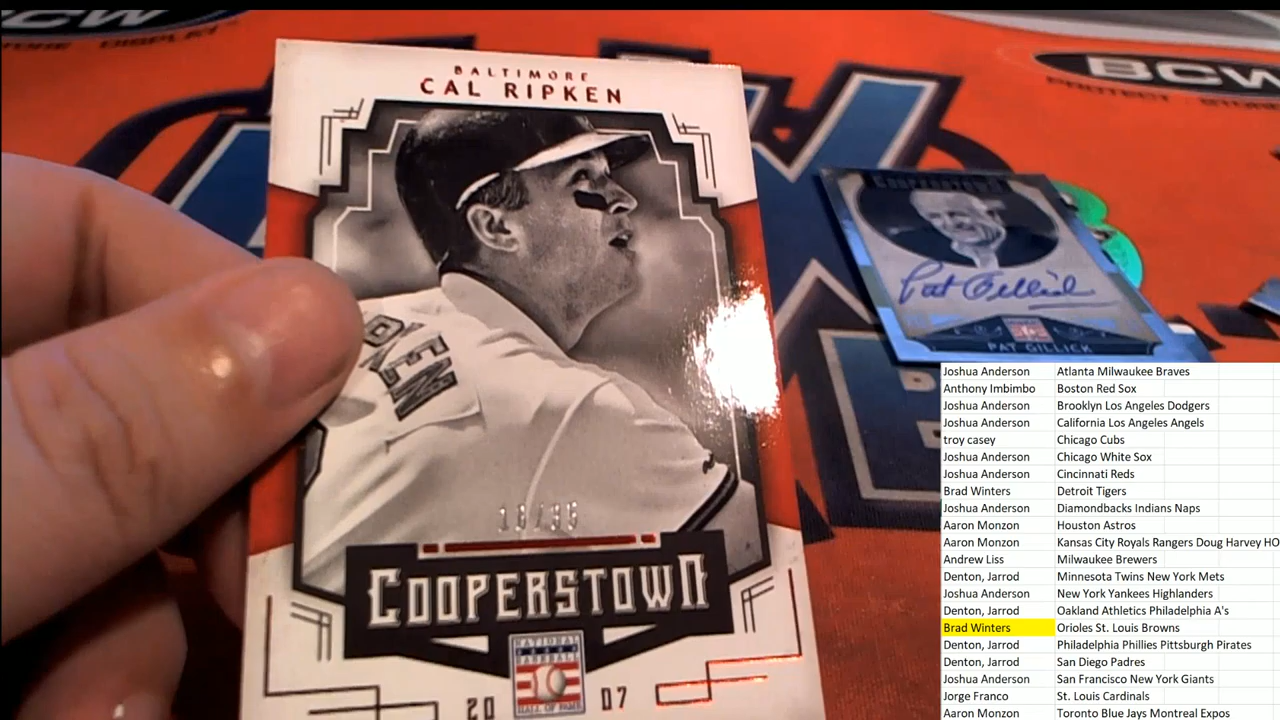 BCW
BCW
PROTECT
BALTIMORE
CAL RIPKEN
COOPERSTOWN
Pat Gillick
PAT GILLICK
COOPERSTOWN
NATIONAL
BASEBALL
HALL OF FAME
20 07
Joshua Anderson Atlanta Milwaukee Braves
Anthony Imbimbo Boston Red Sox
Joshua Anderson Brooklyn Los Angeles Dodgers
Joshua Anderson California Los Angeles Angels
troy casey Chicago Cubs
Joshua Anderson Chicago White Sox
Joshua Anderson Cincinnati Reds
Brad Winters Detroit Tigers
Joshua Anderson Diamondbacks Indians Naps
Aaron Monzon Houston Astros
Aaron Monzon Kansas City Royals Rangers Doug Harvey HO
Andrew Liss Milwaukee Brewers
Denton, Jarrod Minnesota Twins New York Mets
Joshua Anderson New York Yankees Highlanders
Denton, Jarrod Oakland Athletics Philadelphia A's
Brad Winters Orioles St. Louis Browns
Denton, Jarrod Philadelphia Phillies Pittsburgh Pirates
Denton, Jarrod San Diego Padres
Joshua Anderson San Francisco New York Giants
Jorge Franco St. Louis Cardinals
Aaron Monzon Toronto Blue Jays Montreal Expos